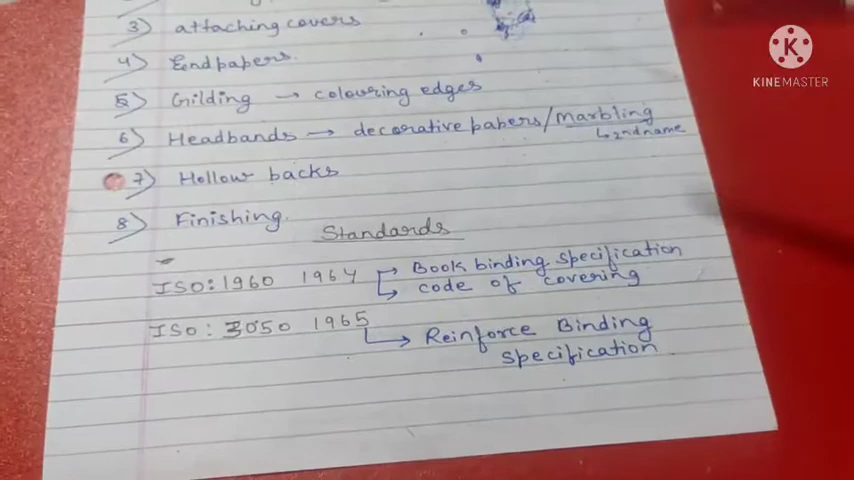 3) attaching covers
4) Endpapers.
5) Gilding → colouring edges
6) Headbands → decorative papers/Marbling
↳ 2nd name
7) Hollow backs
8) Finishing.
Standards
ISO: 1960 1964 → Book binding specification
→ code of covering
ISO: 3050 1965
→ Reinforce Binding
specification
K
KINEMASTER